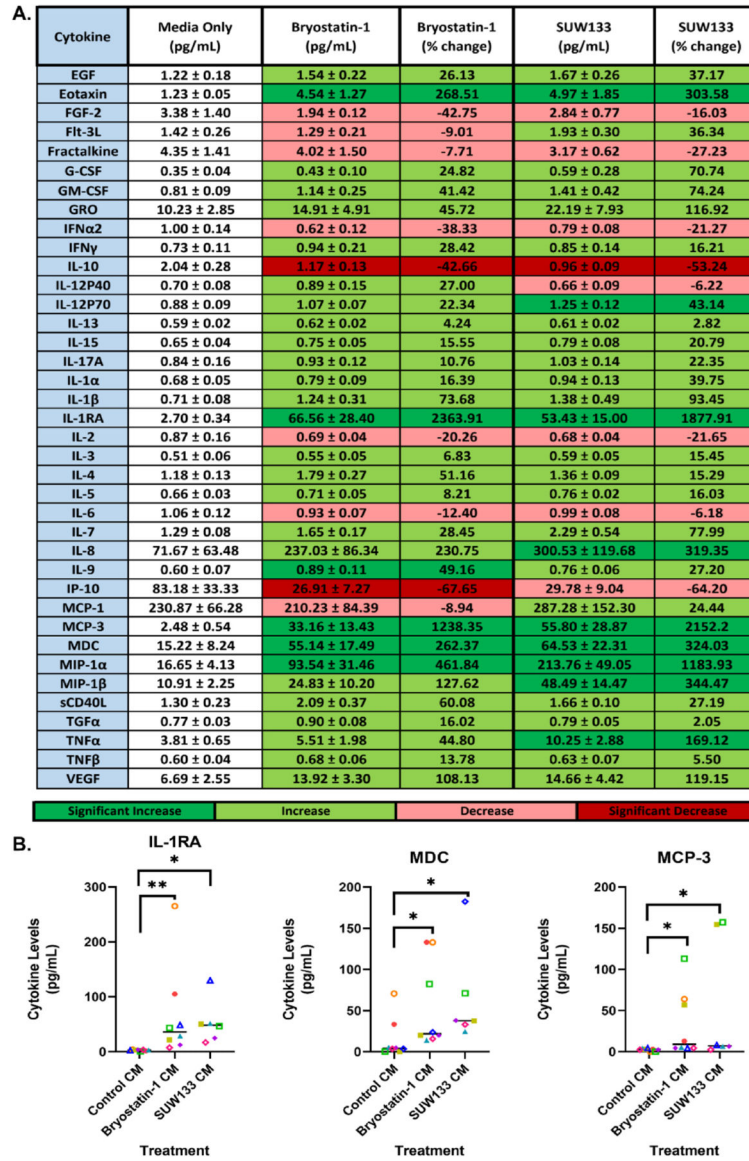 A.
Cytokine Media Only (pg/mL) Bryostatin-1 (pg/mL) Bryostatin-1 (% change) SUW133 (pg/mL) SUW133 (% change)
EGF 1.22 ± 0.18 1.54 ± 0.22 26.13 1.67 ± 0.26 37.17
Eotaxin 1.23 ± 0.05 4.54 ± 1.27 268.51 4.97 ± 1.85 303.58
FGF-2 3.38 ± 1.40 1.94 ± 0.12 -42.75 2.84 ± 0.77 -16.03
Flt-3L 1.42 ± 0.26 1.29 ± 0.21 -9.01 1.93 ± 0.30 36.34
Fractalkine 4.35 ± 1.41 4.02 ± 1.50 -7.71 3.17 ± 0.62 -27.23
G-CSF 0.35 ± 0.04 0.43 ± 0.10 24.82 0.59 ± 0.28 70.74
GM-CSF 0.81 ± 0.09 1.14 ± 0.25 41.42 1.41 ± 0.42 74.24
GRO 10.23 ± 2.85 14.91 ± 4.91 45.72 22.19 ± 7.93 116.92
IFNα2 1.00 ± 0.14 0.62 ± 0.12 -38.33 0.79 ± 0.08 -21.27
IFNγ 0.73 ± 0.11 0.94 ± 0.21 28.42 0.85 ± 0.14 16.21
IL-10 2.04 ± 0.28 1.17 ± 0.13 -42.66 0.96 ± 0.09 -53.24
IL-12P40 0.70 ± 0.08 0.89 ± 0.15 27.00 0.66 ± 0.09 -6.22
IL-12P70 0.88 ± 0.09 1.07 ± 0.07 22.34 1.25 ± 0.12 43.14
IL-13 0.59 ± 0.02 0.62 ± 0.02 4.24 0.61 ± 0.02 2.82
IL-15 0.65 ± 0.04 0.75 ± 0.05 15.55 0.79 ± 0.08 20.79
IL-17A 0.84 ± 0.16 0.93 ± 0.12 10.76 1.03 ± 0.14 22.35
IL-1α 0.68 ± 0.05 0.79 ± 0.09 16.39 0.94 ± 0.13 39.75
IL-1β 0.71 ± 0.08 1.24 ± 0.31 73.68 1.38 ± 0.49 93.45
IL-1RA 2.70 ± 0.34 66.56 ± 28.40 2363.91 53.43 ± 15.00 1877.91
IL-2 0.87 ± 0.16 0.69 ± 0.04 -20.26 0.68 ± 0.04 -21.65
IL-3 0.51 ± 0.06 0.55 ± 0.05 6.83 0.59 ± 0.05 15.45
IL-4 1.18 ± 0.13 1.79 ± 0.27 51.16 1.36 ± 0.09 15.29
IL-5 0.66 ± 0.03 0.71 ± 0.05 8.21 0.76 ± 0.02 16.03
IL-6 1.06 ± 0.12 0.93 ± 0.07 -12.40 0.99 ± 0.08 -6.18
IL-7 1.29 ± 0.08 1.65 ± 0.17 28.45 2.29 ± 0.54 77.99
IL-8 71.67 ± 63.48 237.03 ± 86.34 230.75 300.53 ± 119.68 319.35
IL-9 0.60 ± 0.07 0.89 ± 0.11 49.16 0.76 ± 0.06 27.20
IP-10 83.18 ± 33.33 26.91 ± 7.27 -67.65 29.78 ± 9.04 -64.20
MCP-1 230.87 ± 66.28 210.23 ± 84.39 -8.94 287.28 ± 152.30 24.44
MCP-3 2.48 ± 0.54 33.16 ± 13.43 1238.35 55.80 ± 28.87 2152.2
MDC 15.22 ± 8.24 55.14 ± 17.49 262.37 64.53 ± 22.31 324.03
MIP-1α 16.65 ± 4.13 93.54 ± 31.46 461.84 213.76 ± 49.05 1183.93
MIP-1β 10.91 ± 2.25 24.83 ± 10.20 127.62 48.49 ± 14.47 344.47
sCD40L 1.30 ± 0.23 2.09 ± 0.37 60.08 1.66 ± 0.10 27.19
TGFα 0.77 ± 0.03 0.90 ± 0.08 16.02 0.79 ± 0.05 2.05
TNFα 3.81 ± 0.65 5.51 ± 1.98 44.80 10.25 ± 2.88 169.12
TNFβ 0.60 ± 0.04 0.68 ± 0.06 13.78 0.63 ± 0.07 5.50
VEGF 6.69 ± 2.55 13.92 ± 3.30 108.13 14.66 ± 4.42 119.15
Significant Increase Increase Decrease Significant Decrease
B.
IL-1RA
*
**
300
200
100
0
Cytokine Levels
(pg/mL)
Control CM
Bryostatin-1 CM
SUW133 CM
Treatment
MDC
*
*
200
150
100
50
0
Cytokine Levels
(pg/mL)
Control CM
Bryostatin-1 CM
SUW133 CM
Treatment
MCP-3
*
*
200
150
100
50
0
Cytokine Levels
(pg/mL)
Control CM
Bryostatin-1 CM
SUW133 CM
Treatment